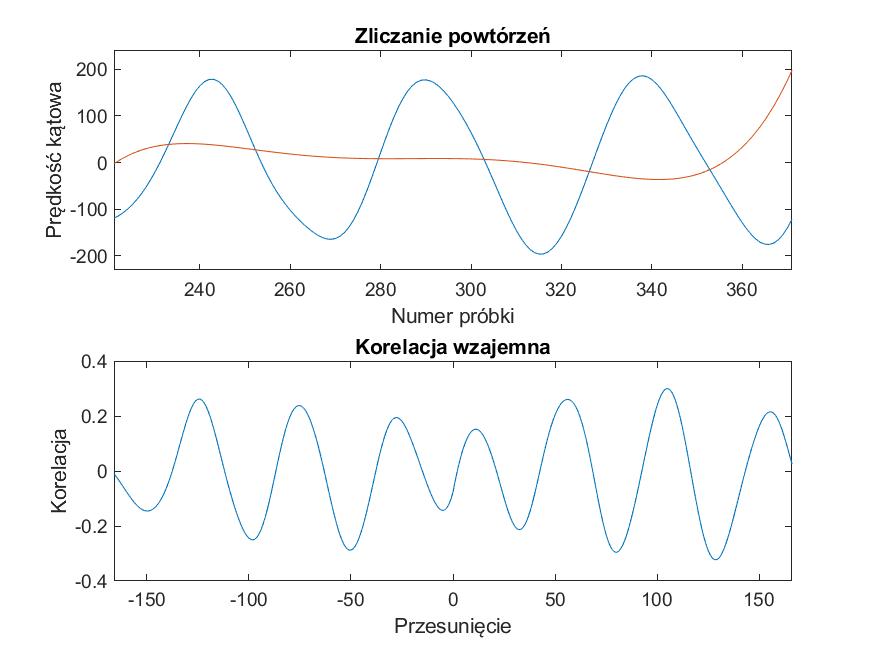 Zliczanie powtórzeń
200
100
0
-100
-200
Prędkość kątowa
240 260 280 300 320 340 360
Numer próbki
Korelacja wzajemna
0.4
0.2
0
-0.2
-0.4
Korelacja
-150 -100 -50 0 50 100 150
Przesunięcie